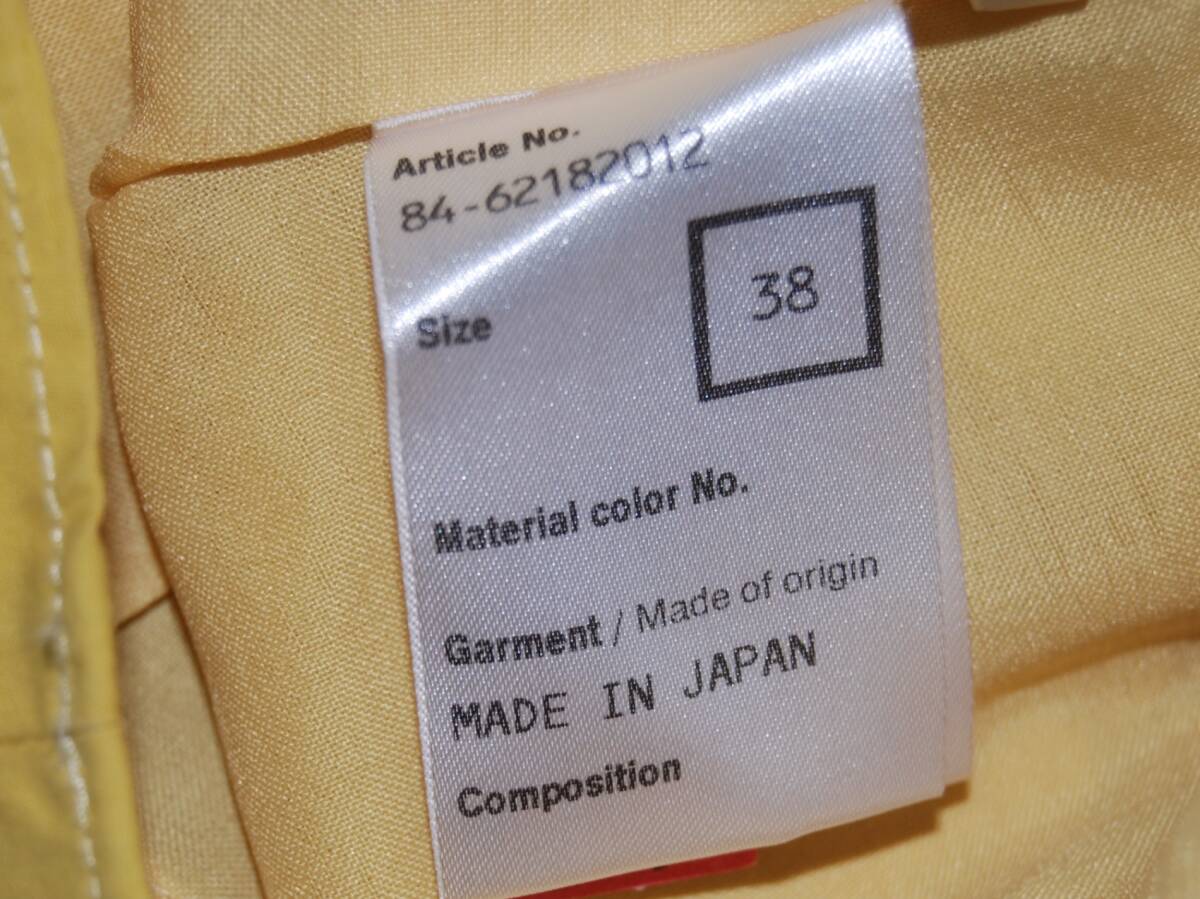 Article No.
84-62182012
Size
38
Material color No.
Garment / Made of origin
MADE IN JAPAN
Composition